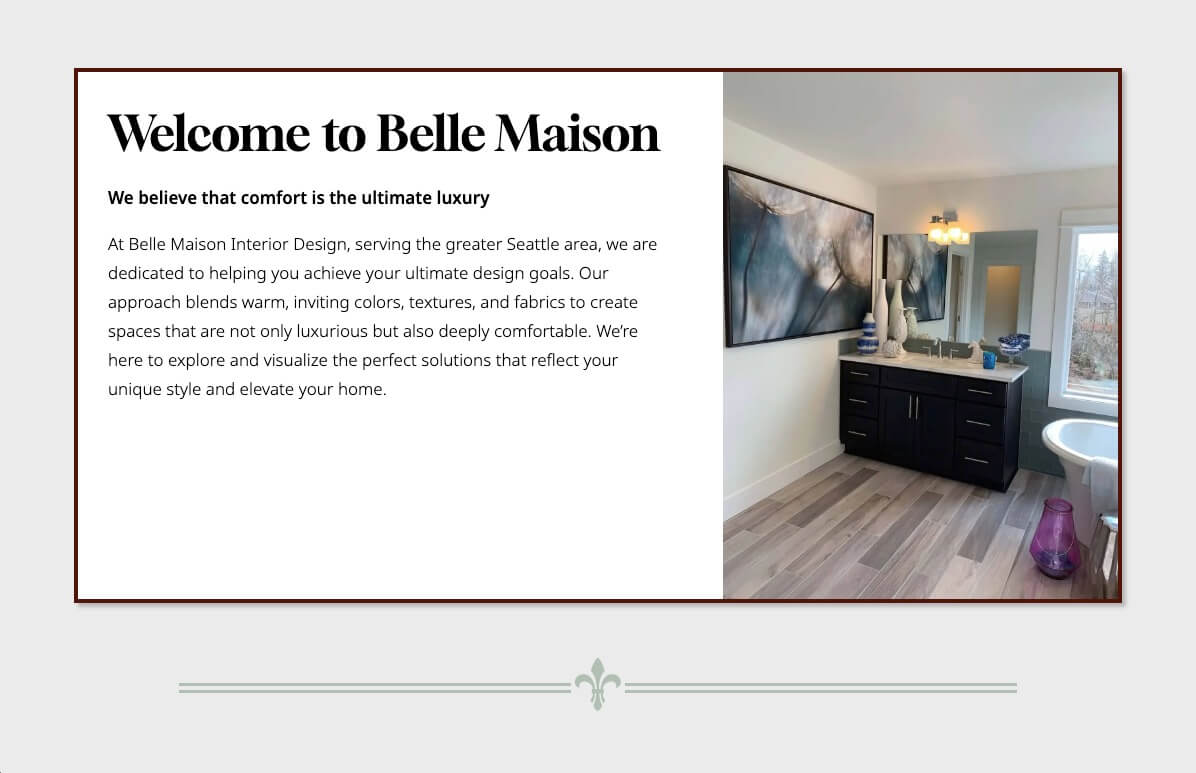 Welcome to Belle Maison
We believe that comfort is the ultimate luxury
At Belle Maison Interior Design, serving the greater Seattle area, we are
dedicated to helping you achieve your ultimate design goals. Our
approach blends warm, inviting colors, textures, and fabrics to create
spaces that are not only luxurious but also deeply comfortable. We’re
here to explore and visualize the perfect solutions that reflect your
unique style and elevate your home.